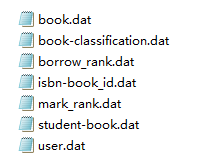 book.dat
book-classification.dat
borrow_rank.dat
isbn-book_id.dat
mark_rank.dat
student-book.dat
user.dat